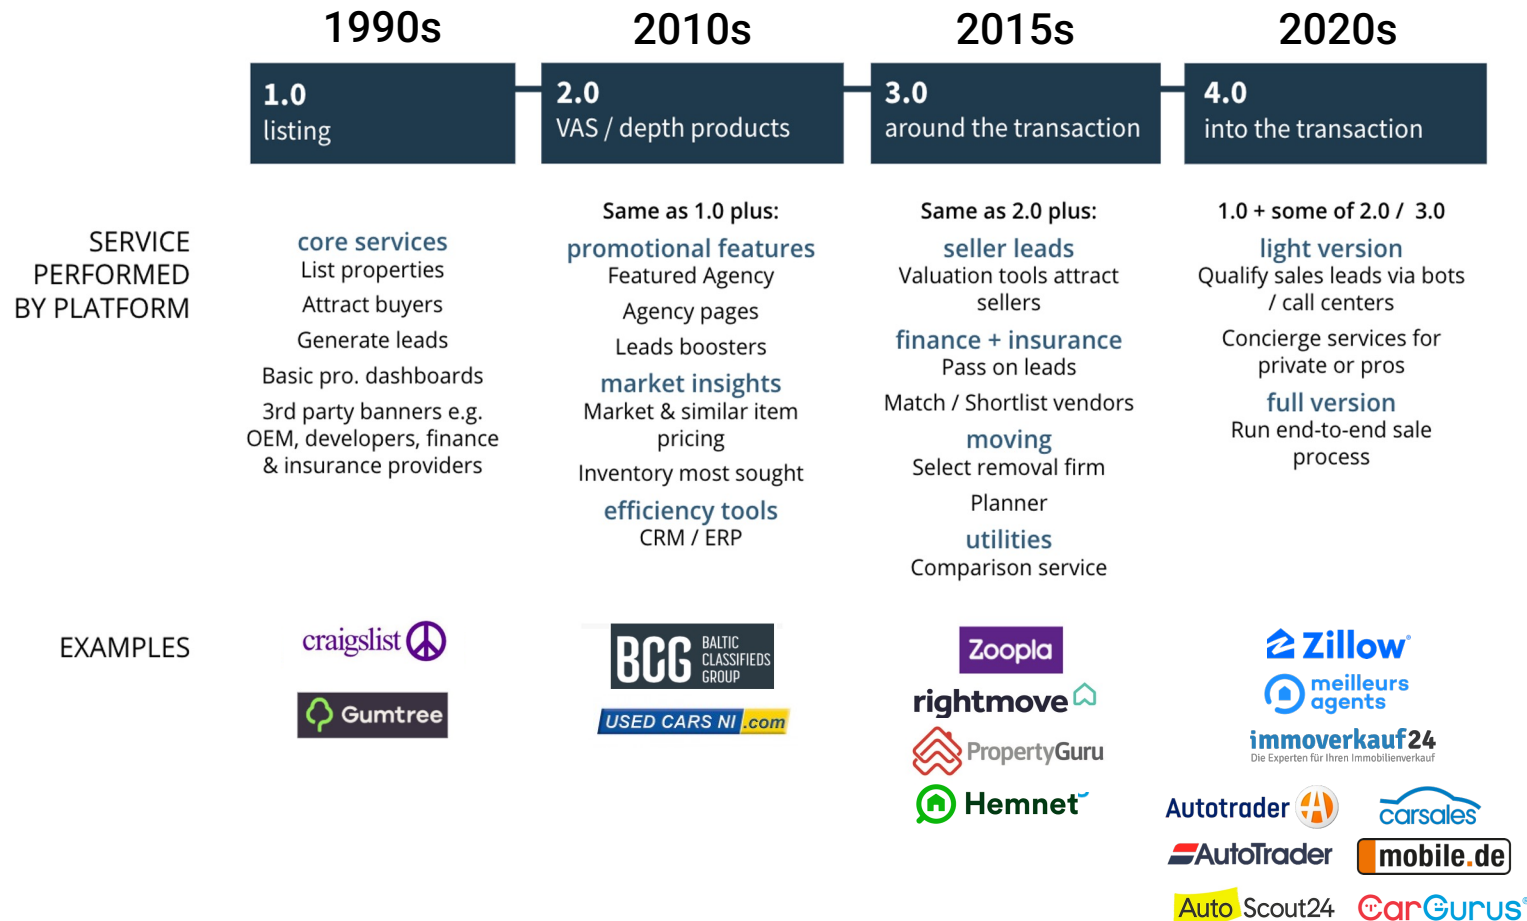 1990s
2010s
2015s
2020s
1.0
listing
2.0
VAS / depth products
3.0
around the transaction
4.0
into the transaction
SERVICE
PERFORMED
BY PLATFORM
core services
List properties
Attract buyers
Generate leads
Basic pro. dashboards
3rd party banners e.g.
OEM, developers, finance
& insurance providers
Same as 1.0 plus:
promotional features
Featured Agency
Agency pages
Leads boosters
market insights
Market & similar item
pricing
Inventory most sought
efficiency tools
CRM / ERP
Same as 2.0 plus:
seller leads
Valuation tools attract
sellers
finance + insurance
Pass on leads
Match / Shortlist vendors
moving
Select removal firm
Planner
utilities
Comparison service
1.0 + some of 2.0 / 3.0
light version
Qualify sales leads via bots
/ call centers
Concierge services for
private or pros
full version
Run end-to-end sale
process
EXAMPLES
craigslist
Gumtree
BCG BALTIC
CLASSIFIEDS
GROUP
USED CARS NI .com
Zoopla
rightmove
PropertyGuru
Hemnet
Zillow
meilleurs
agents
immoverkauf24
Die Experten für Ihren Immobilienverkauf
Autotrader
carsales
AutoTrader
mobile.de
AutoScout24
CarGurus